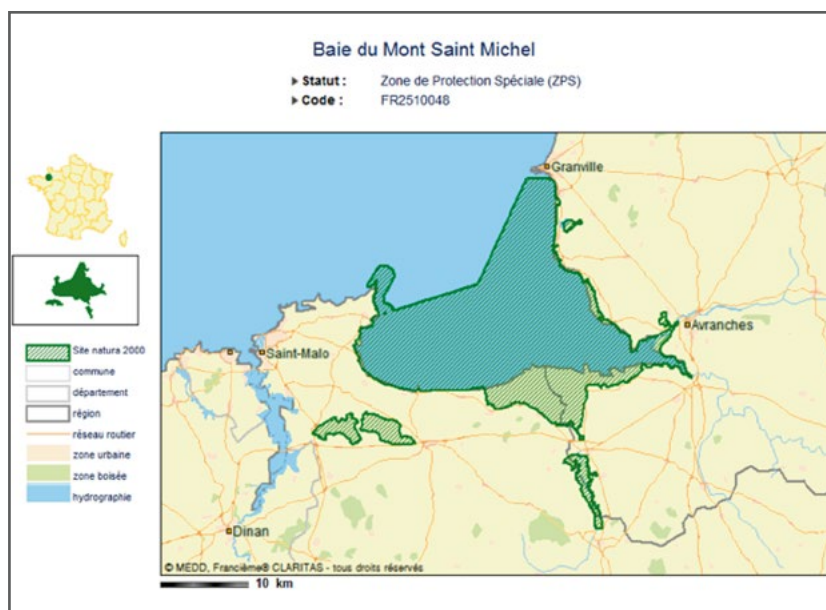 Baie du Mont Saint Michel
Statut : Zone de Protection Spéciale (ZPS)
Code : FR2510048
Granville
Avranches
Saint-Malo
Dinan
Site natura 2000
commune
département
région
réseau routier
zone urbaine
zone boisée
hydrographie
© MEDD, Francième® CLARITAS - tous droits réservés
10 km